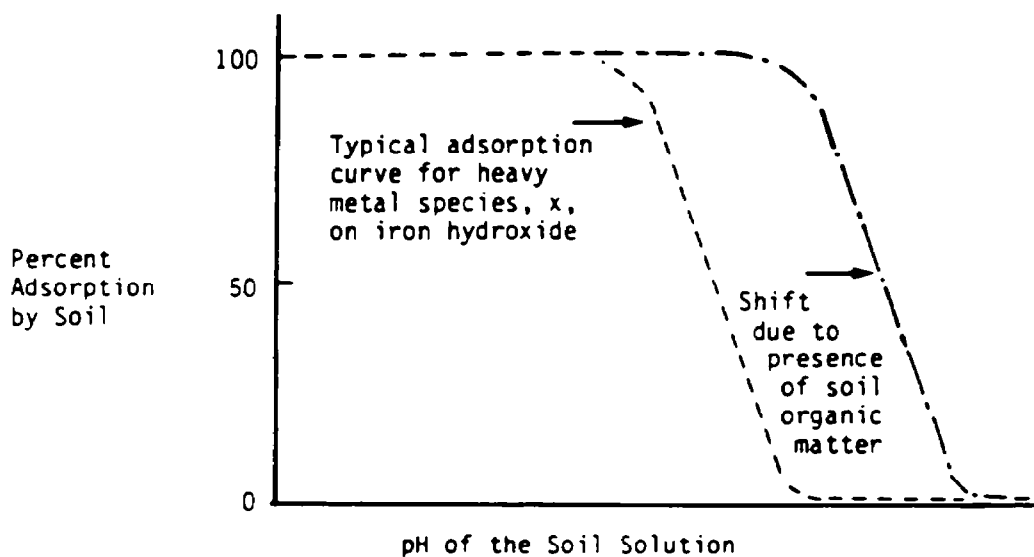 100
Typical adsorption
curve for heavy
metal species, x,
on iron hydroxide
Percent
Adsorption
by Soil
50
Shift
due to
presence
of soil
organic
matter
0
pH of the Soil Solution